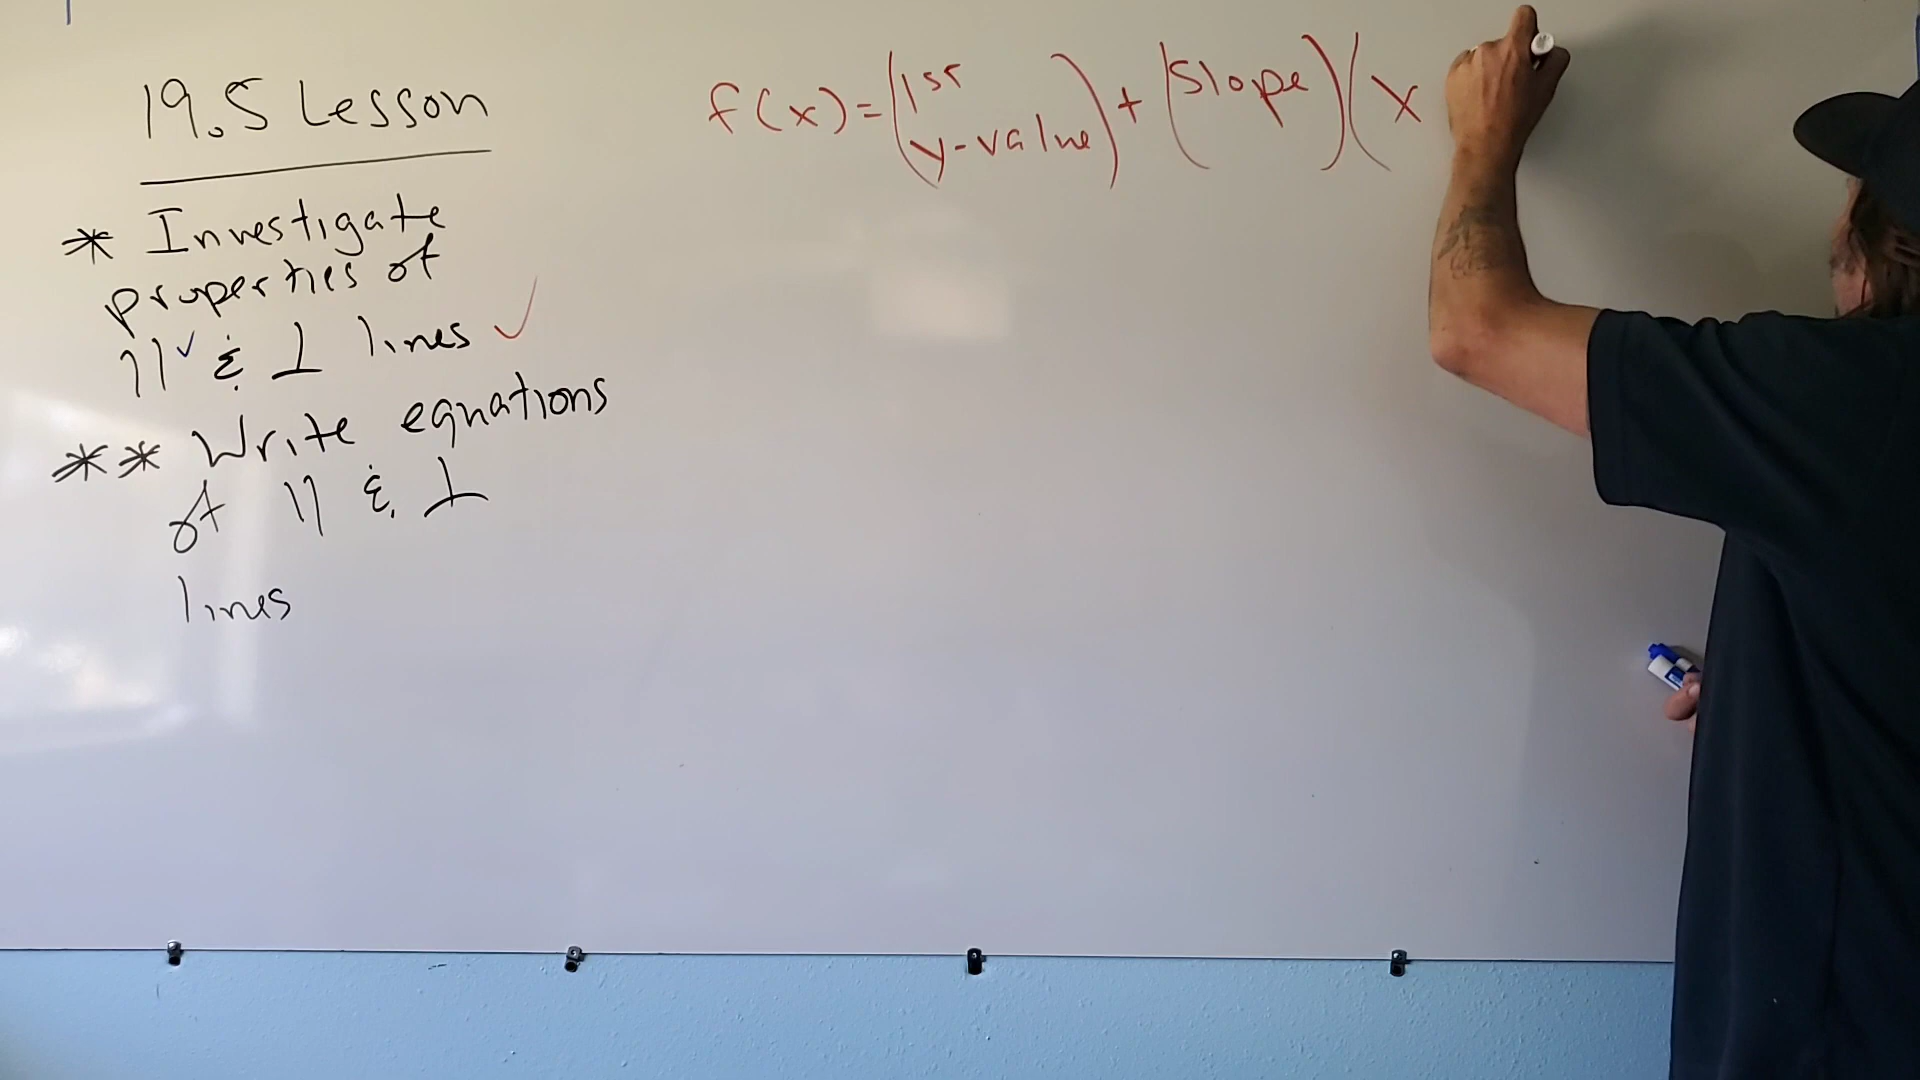 19.5 Lesson
* Investigate
properties of
|| ✓ & ⊥ lines ✓
** Write equations
of || & ⊥
lines
f(x) = (1st y-value) + (Slope)(x